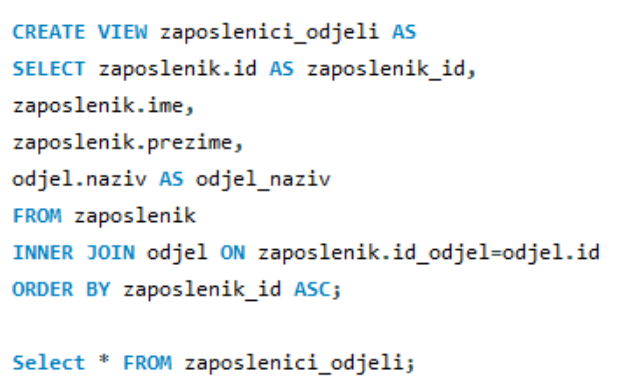 CREATE VIEW zaposlenici_odjeli AS
SELECT zaposlenik.id AS zaposlenik_id,
zaposlenik.ime,
zaposlenik.prezime,
odjel.naziv AS odjel_naziv
FROM zaposlenik
INNER JOIN odjel ON zaposlenik.id_odjel=odjel.id
ORDER BY zaposlenik_id ASC;
Select * FROM zaposlenici_odjeli;